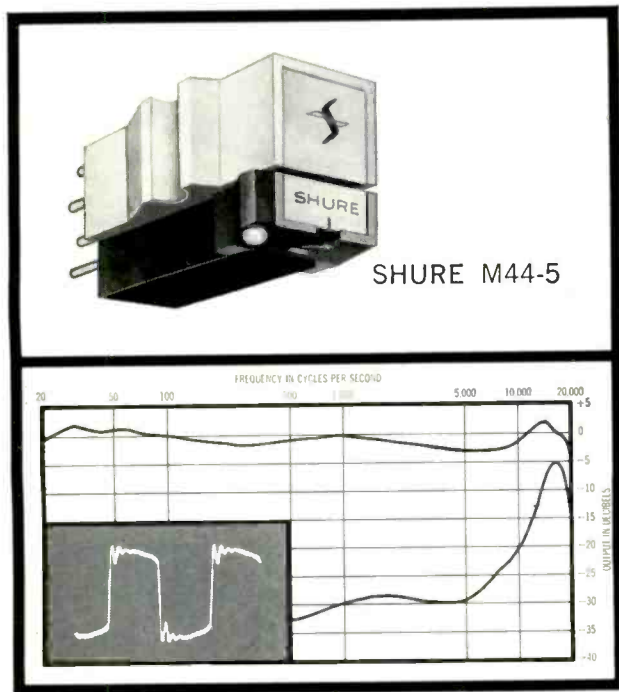 SHURE
SHURE M44-5
FREQUENCY IN CYCLES PER SECOND
20 50 100 500 1,000 5,000 10,000 20,000
+5
0
-5
-10
-15
-20
-25
-30
-35
-40
OUTPUT IN DECIBELS